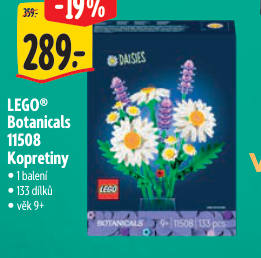 359:-
-19%
289.-
LEGO®
Botanicals
11508
Kopretiny
• 1 balení
• 133 dílků
• věk 9+
DAISIES
LEGO
BOTANICALS 9+ 11508 133 pcs